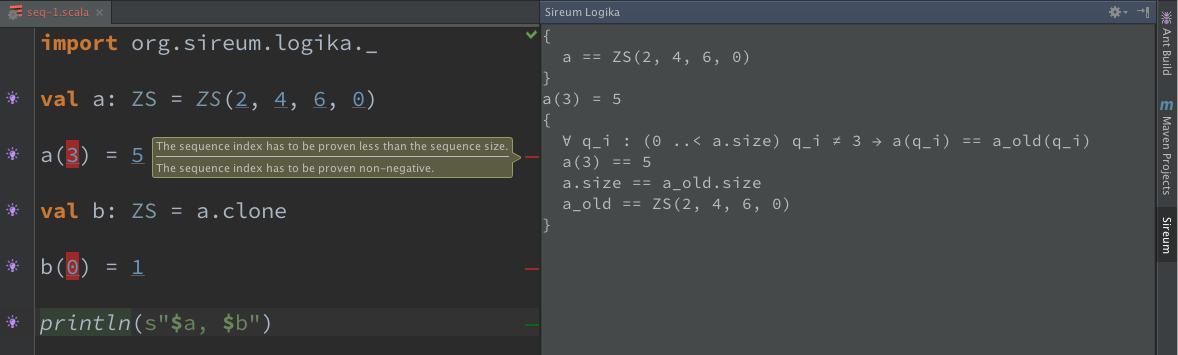 seq-1.scala ×
import org.sireum.logika._
val a: ZS = ZS(2, 4, 6, 0)
a(3) = 5
The sequence index has to be proven less than the sequence size.
The sequence index has to be proven non-negative.
val b: ZS = a.clone
b(0) = 1
println(s"$a, $b")
Sireum Logika
{
a == ZS(2, 4, 6, 0)
}
a(3) = 5
{
∀ q_i : (0 ..< a.size) q_i ≠ 3 → a(q_i) == a_old(q_i)
a(3) == 5
a.size == a_old.size
a_old == ZS(2, 4, 6, 0)
}
Ant Build
m Maven Projects
Sireum